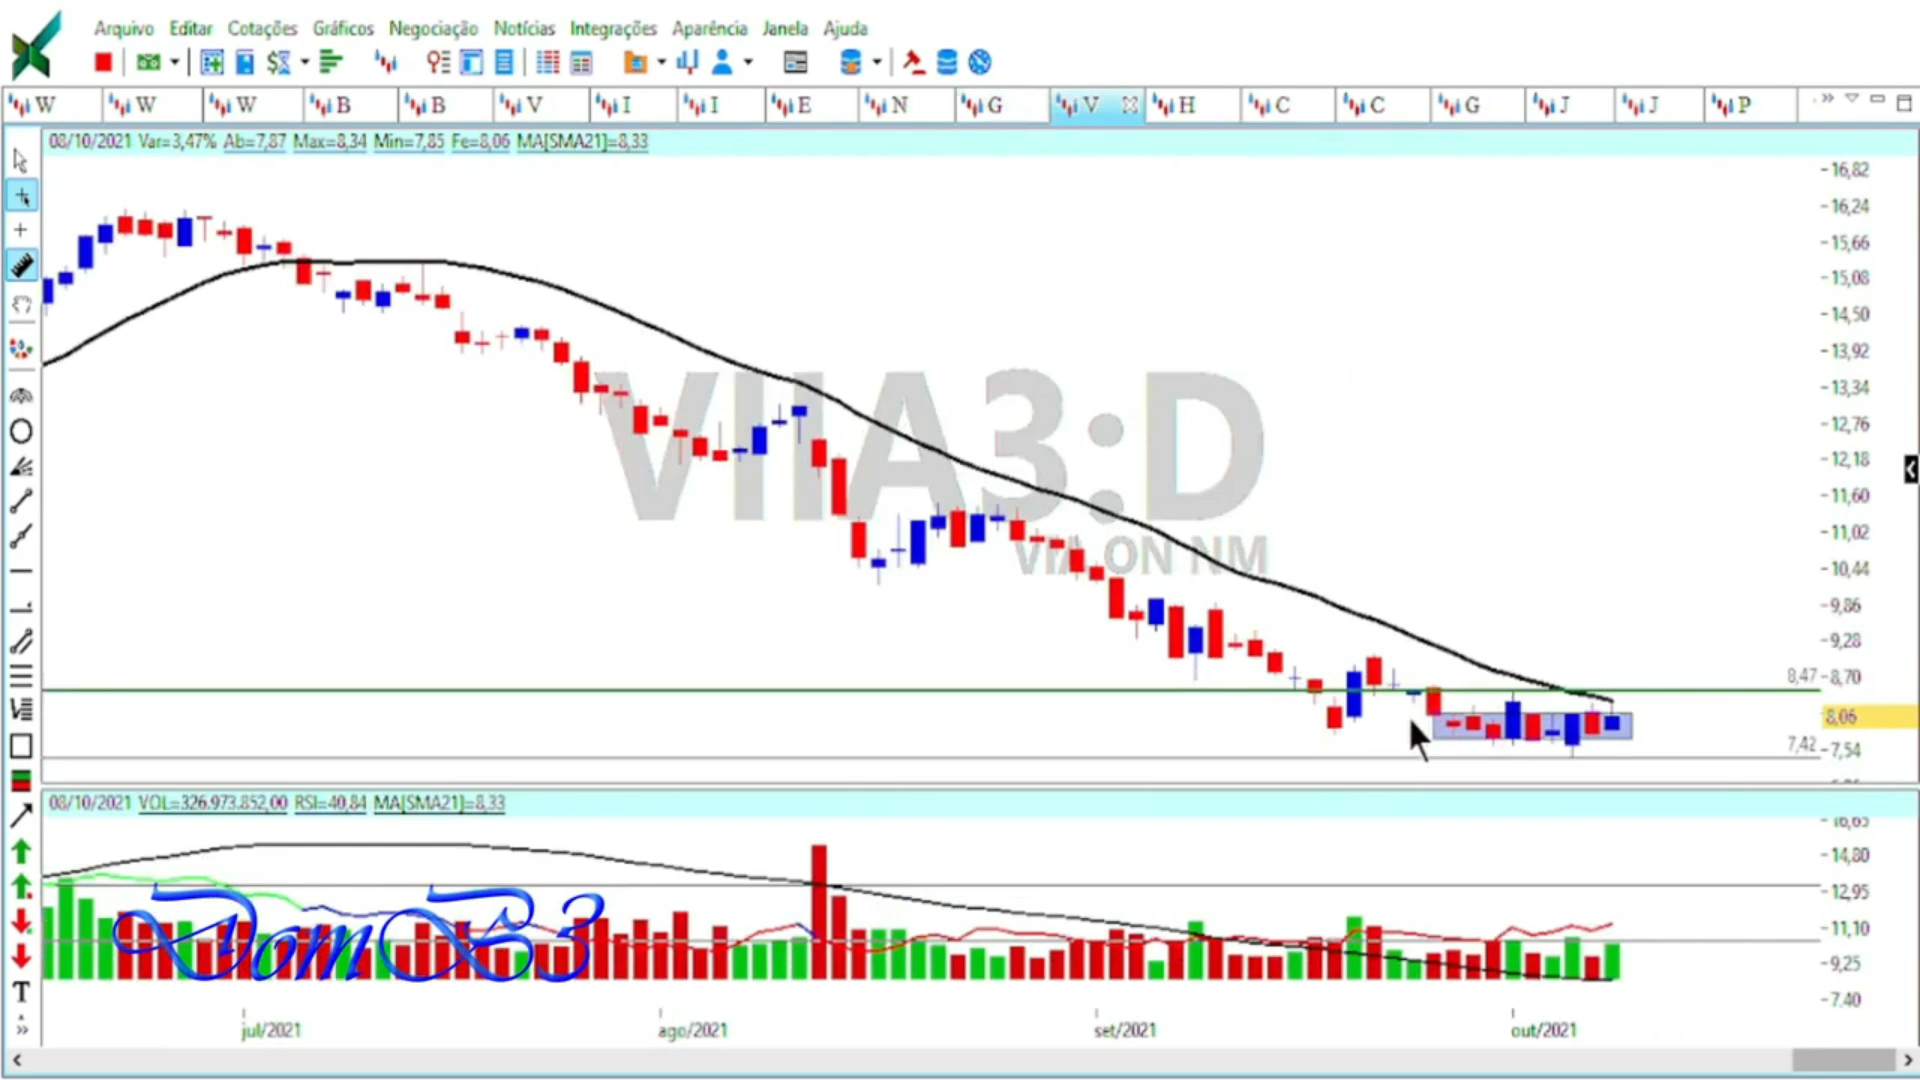 Arquivo Editar Cotações Gráficos Negociação Notícias Integrações Aparência Janela Ajuda
W W W B B V I I E N G V H C C G J J P
08/10/2021 Var=3,47% Ab=7,87 Max=8,34 Min=7,85 Fe=8,06 MA[SMA21]=8,33
16,82
16,24
15,66
15,08
14,50
13,92
13,34
12,76
12,18
11,60
11,02
10,44
9,86
9,28
8,47 8,70
8,06
7,42 7,54
VIIA3:D
VIA ON NM
08/10/2021 VOL=326.973.852,00 RSI=40,84 MA[SMA21]=8,33
16,65
14,80
12,95
11,10
9,25
7,40
DomB3
T
jul/2021 ago/2021 set/2021 out/2021